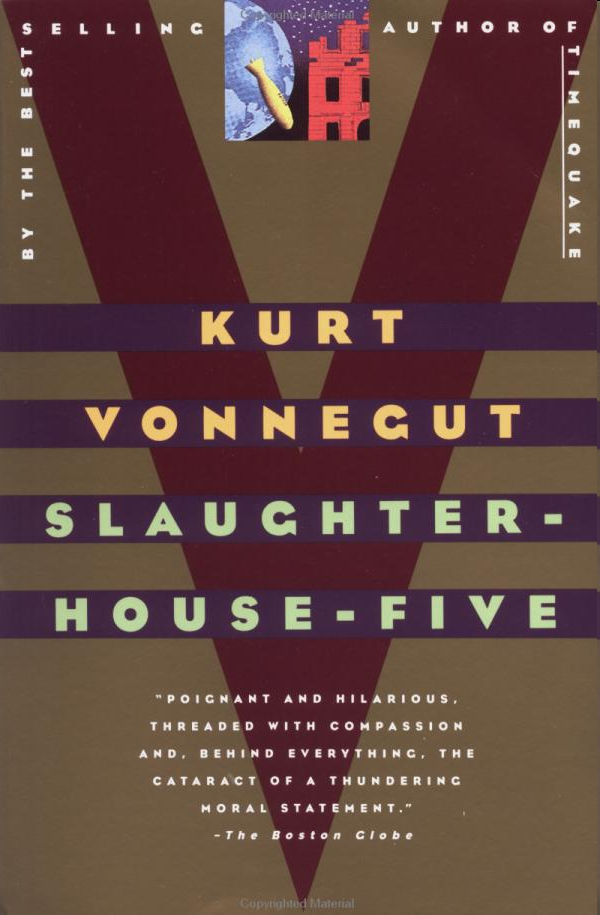 Copyrighted Material
BY THE BEST SELLING
AUTHOR OF TIMEQUAKE
KURT
VONNEGUT
SLAUGHTER-
HOUSE-FIVE
"POIGNANT AND HILARIOUS,
THREADED WITH COMPASSION
AND, BEHIND EVERYTHING, THE
CATARACT OF A THUNDERING
MORAL STATEMENT."
–The Boston Globe
Copyrighted Material